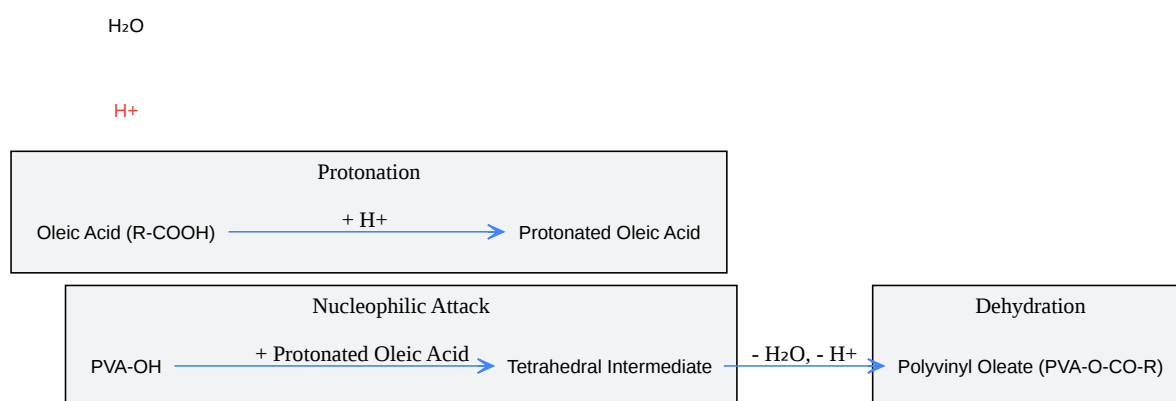 H₂O
H+
Protonation
+ H+
Oleic Acid (R-COOH)
Protonated Oleic Acid
Nucleophilic Attack
Dehydration
+ Protonated Oleic Acid
- H₂O, - H+
PVA-OH
Tetrahedral Intermediate
Polyvinyl Oleate (PVA-O-CO-R)